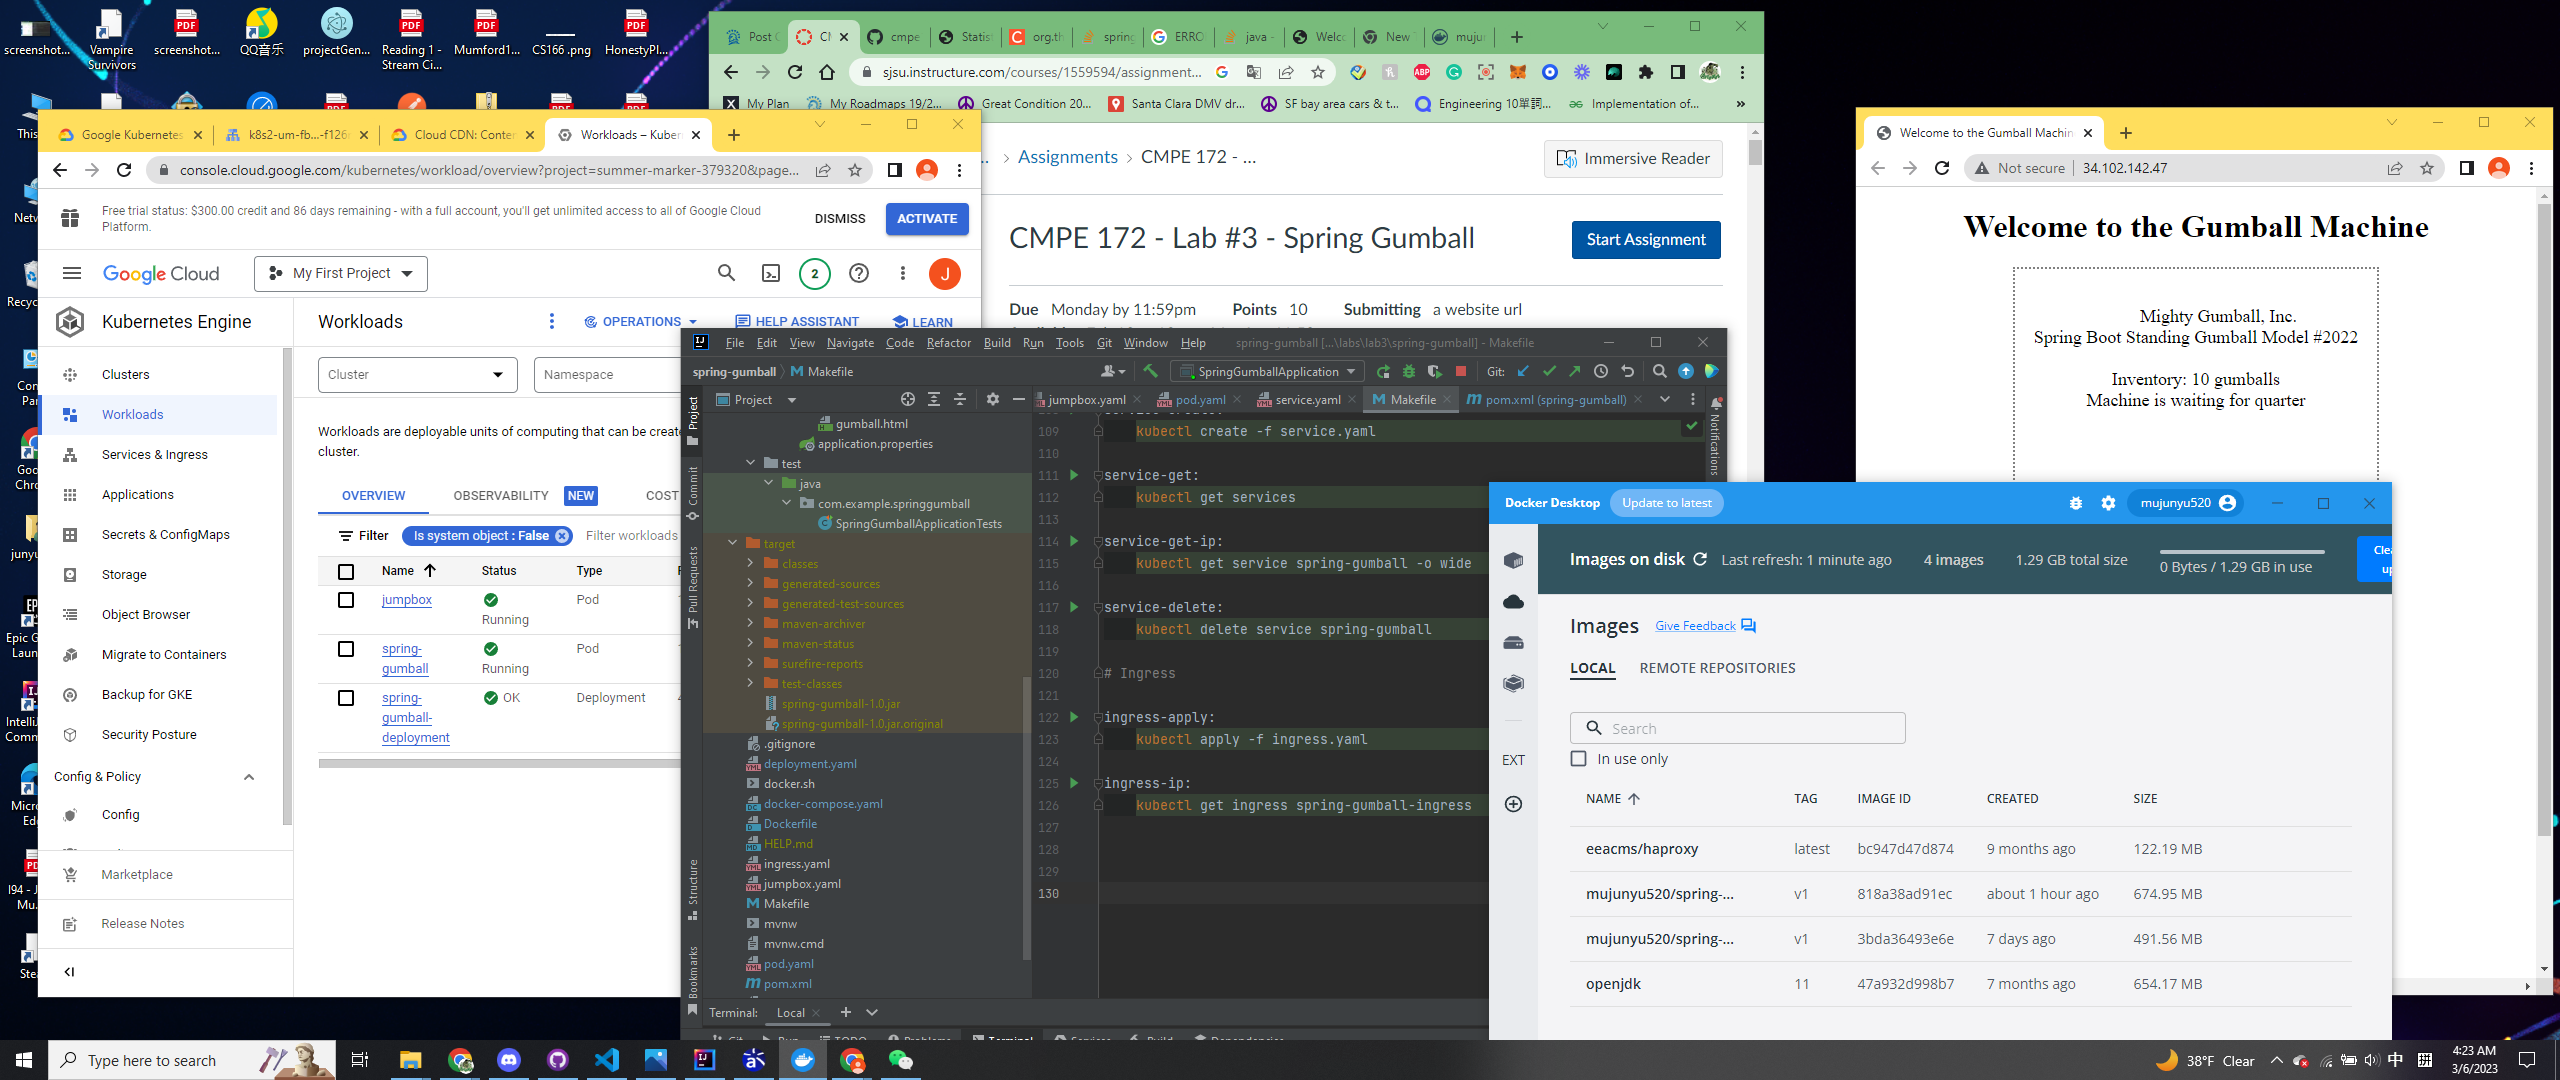 screenshot...
Vampire Survivors
screenshot...
QQ音乐
projectGen...
Reading 1 - Stream Ci...
Mumford1...
CS166 .png
HonestyPl...
Google Kubernetes
k8s2-um-fb...-f126
Cloud CDN: Conten
Workloads – Kuber
console.cloud.google.com/kubernetes/workload/overview?project=summer-marker-379320&page...
Free trial status: $300.00 credit and 86 days remaining - with a full account, you'll get unlimited access to all of Google Cloud
Platform.
DISMISS
ACTIVATE
Google Cloud
My First Project
2
J
Kubernetes Engine
Workloads
OPERATIONS
HELP ASSISTANT
LEARN
Clusters
Workloads
Services & Ingress
Applications
Secrets & ConfigMaps
Storage
Object Browser
Migrate to Containers
Backup for GKE
Security Posture
Config & Policy
Config
Marketplace
Release Notes
Cluster
Namespace
Workloads are deployable units of computing that can be create
cluster.
OVERVIEW
OBSERVABILITY
NEW
COST
Filter
Is system object : False
Filter workloads
Name
Status
Type
jumpbox
Running
Pod
spring-gumball
Running
Pod
spring-gumball-deployment
OK
Deployment
Post
cmpe
Statis
org.th
spring
ERRO
java -
Welco
New
mujun
sjsu.instructure.com/courses/1559594/assignment...
My Plan
My Roadmaps 19/2...
Great Condition 20...
Santa Clara DMV dr...
SF bay area cars & t...
Engineering 10單詞...
Implementation of...
»
Assignments
CMPE 172 - ...
Immersive Reader
CMPE 172 - Lab #3 - Spring Gumball
Start Assignment
Due Monday by 11:59pm
Points 10
Submitting a website url
File Edit View Navigate Code Refactor Build Run Tools Git Window Help
spring-gumball [...\labs\lab3\spring-gumball] - Makefile
spring-gumball
Makefile
SpringGumballApplication
Git:
Project
Commit
Pull Requests
Structure
Bookmarks
Notifications
Project
jumpbox.yaml
pod.yaml
service.yaml
Makefile
pom.xml (spring-gumball)
gumball.html
application.properties
test
java
com.example.springgumball
SpringGumballApplicationTests
target
classes
generated-sources
generated-test-sources
maven-archiver
maven-status
surefire-reports
test-classes
spring-gumball-1.0.jar
spring-gumball-1.0.jar.original
.gitignore
deployment.yaml
docker.sh
docker-compose.yaml
Dockerfile
HELP.md
ingress.yaml
jumpbox.yaml
Makefile
mvnw
mvnw.cmd
pod.yaml
pom.xml
109 kubectl create -f service.yaml
110
111 service-get:
112 kubectl get services
113
114 service-get-ip:
115 kubectl get service spring-gumball -o wide
116
117 service-delete:
118 kubectl delete service spring-gumball
119
120 # Ingress
121
122 ingress-apply:
123 kubectl apply -f ingress.yaml
124
125 ingress-ip:
126 kubectl get ingress spring-gumball-ingress
127
128
129
130
Terminal:
Local
Welcome to the Gumball Machin
Not secure
34.102.142.47
Welcome to the Gumball Machine
Mighty Gumball, Inc.
Spring Boot Standing Gumball Model #2022
Inventory: 10 gumballs
Machine is waiting for quarter
Docker Desktop
Update to latest
mujunyu520
Images on disk
Last refresh: 1 minute ago
4 images
1.29 GB total size
0 Bytes / 1.29 GB in use
Clea
up
Images
Give Feedback
LOCAL
REMOTE REPOSITORIES
Search
In use only
EXT
NAME TAG IMAGE ID CREATED SIZE
eeacms/haproxy latest bc947d47d874 9 months ago 122.19 MB
mujunyu520/spring-... v1 818a38ad91ec about 1 hour ago 674.95 MB
mujunyu520/spring-... v1 3bda36493e6e 7 days ago 491.56 MB
openjdk 11 47a932d998b7 7 months ago 654.17 MB
Type here to search
38°F Clear
中
拼
4:23 AM
3/6/2023